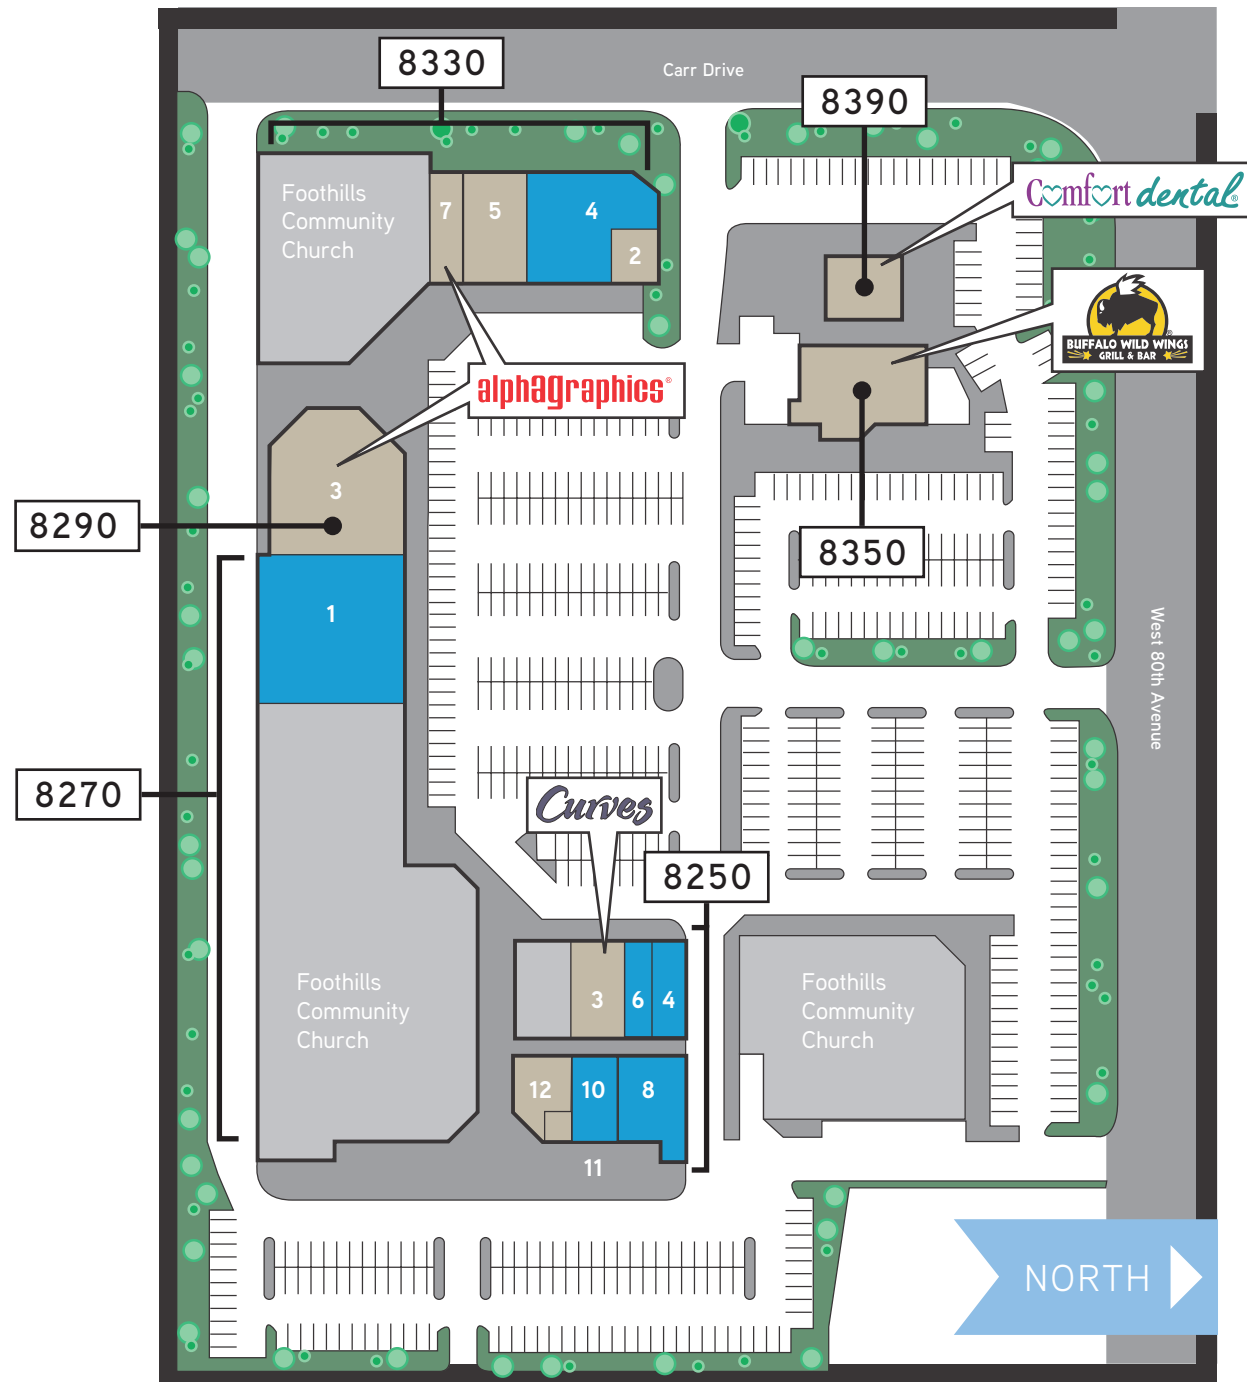 8330
Carr Drive
8390
Comfort dental®
Foothills
Community
Church
7
5
4
2
BUFFALO WILD WINGS
®
GRILL & BAR
alphagraphics®
3
8290
8350
1
West 80th Avenue
8270
Curves
8250
Foothills
Community
Church
3
6
4
Foothills
Community
Church
12
10
8
11
NORTH